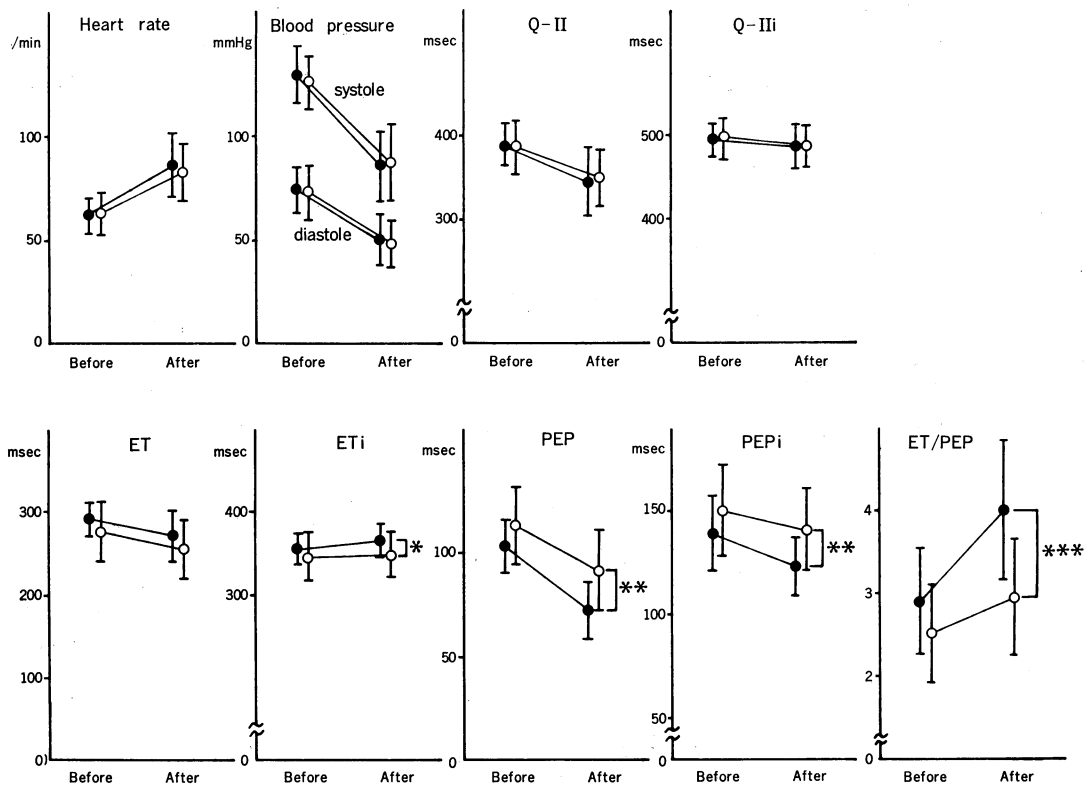 Heart rate
/min
100
50
0
Before After
Blood pressure
mmHg
systole
100
diastole
50
0
Before After
Q-II
msec
400
300
0
Before After
Q-IIi
msec
500
400
0
Before After
ET
msec
300
200
100
0
Before After
ETi
msec
400
*
300
0
Before After
PEP
msec
100
**
50
0
Before After
PEPi
msec
150
**
100
50
0
Before After
ET/PEP
4
***
3
2
0
Before After